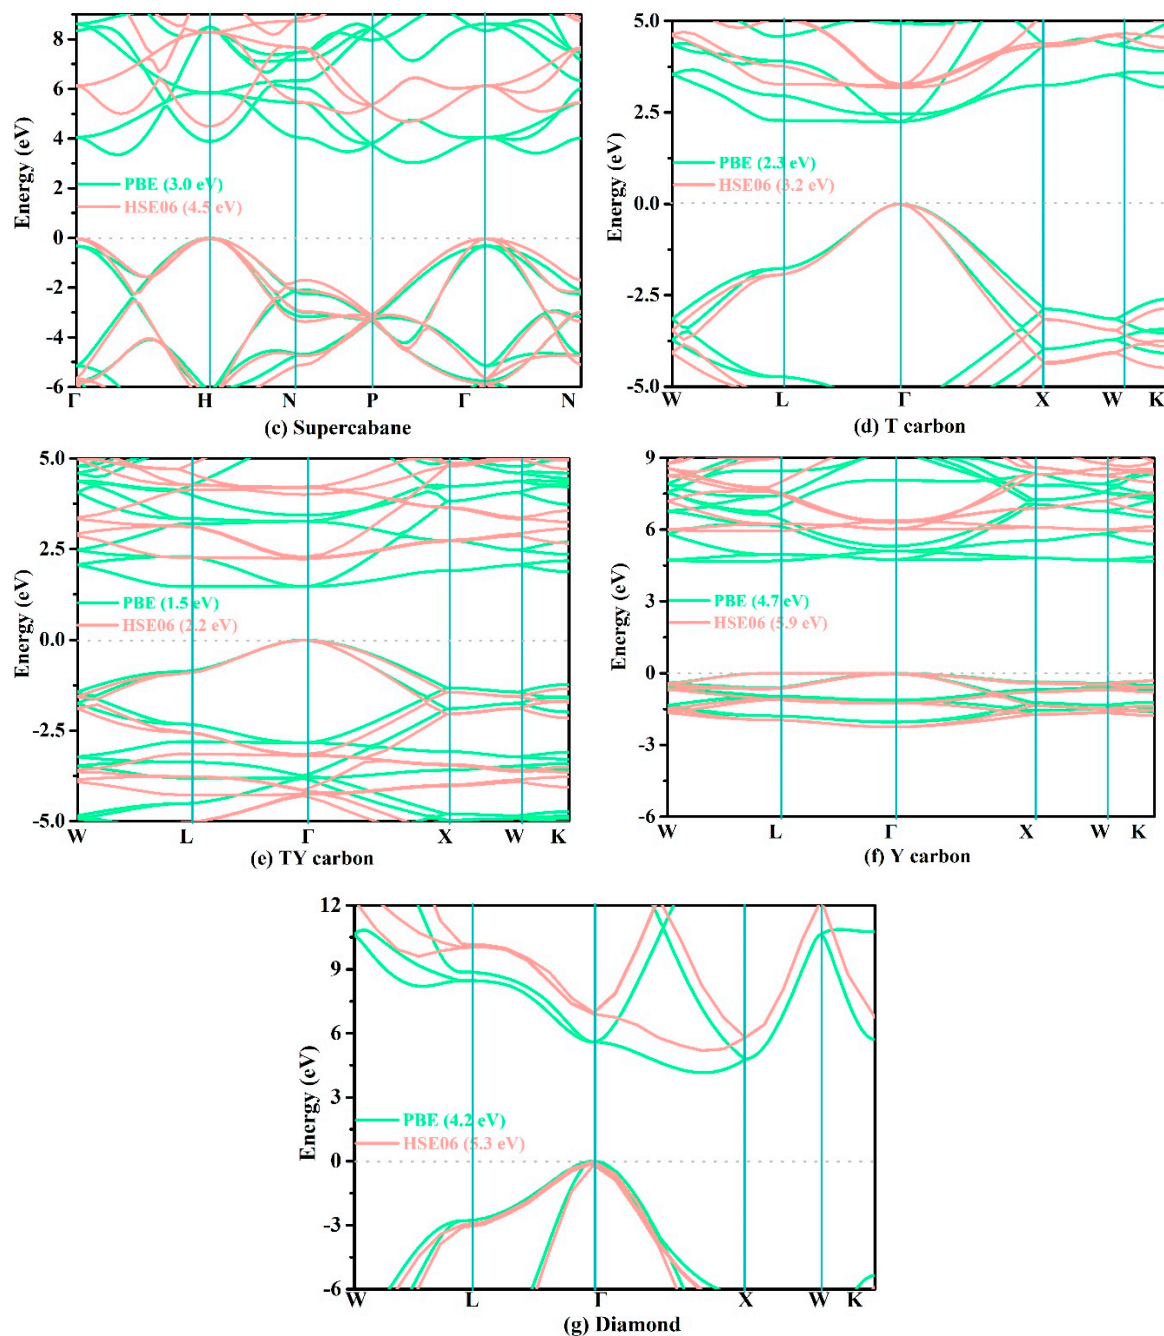 8
6
4
2
0
-2
-4
-6
Energy (eV)
PBE (3.0 eV)
HSE06 (4.5 eV)
Γ H N P Γ N
(c) Supercabane
5.0
2.5
0.0
-2.5
-5.0
Energy (eV)
PBE (2.3 eV)
HSE06 (3.2 eV)
W L Γ X W K
(d) T carbon
5.0
2.5
0.0
-2.5
-5.0
Energy (eV)
PBE (1.5 eV)
HSE06 (2.2 eV)
W L Γ X W K
(e) TY carbon
9
6
3
0
-3
-6
Energy (eV)
PBE (4.7 eV)
HSE06 (5.9 eV)
W L Γ X W K
(f) Y carbon
12
9
6
3
0
-3
-6
Energy (eV)
PBE (4.2 eV)
HSE06 (5.3 eV)
W L Γ X W K
(g) Diamond